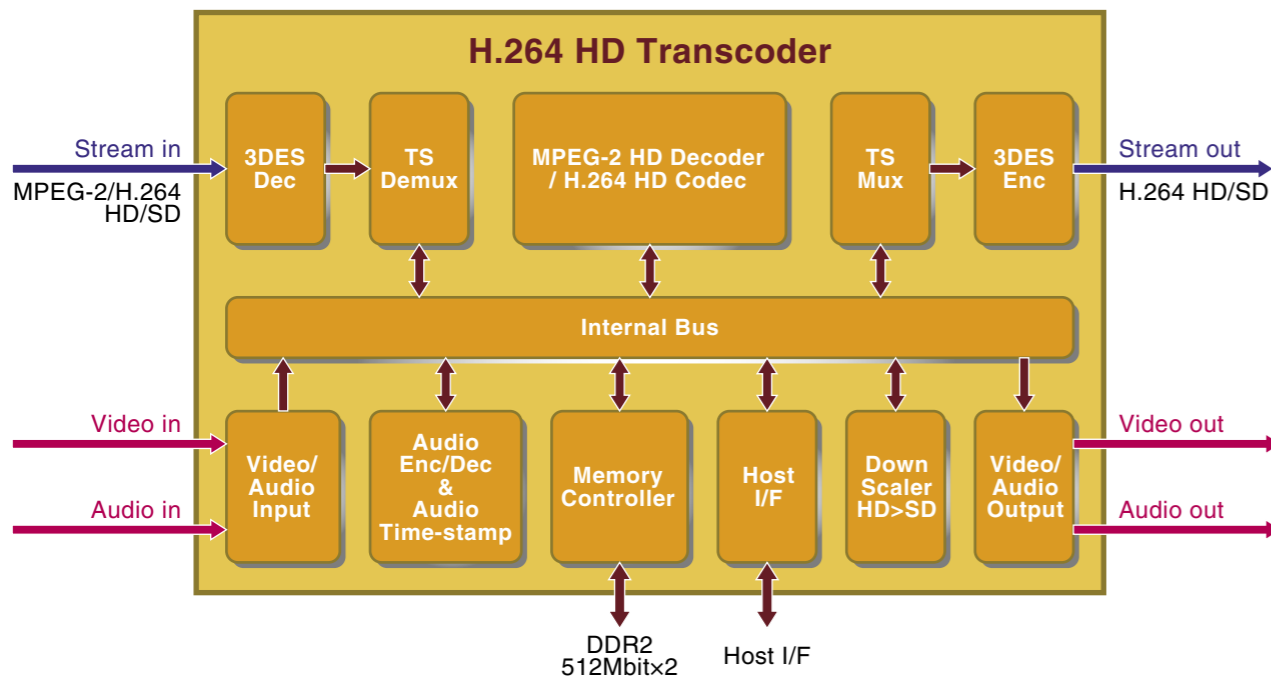 H.264 HD Transcoder
Stream in
MPEG-2/H.264
HD/SD
3DES
Dec
TS
Demux
MPEG-2 HD Decoder
/ H.264 HD Codec
TS
Mux
3DES
Enc
Stream out
H.264 HD/SD
Internal Bus
Video in
Audio in
Video/
Audio
Input
Audio
Enc/Dec
&
Audio
Time-stamp
Memory
Controller
Host
I/F
Down
Scaler
HD>SD
Video/
Audio
Output
Video out
Audio out
DDR2
512Mbit×2
Host I/F